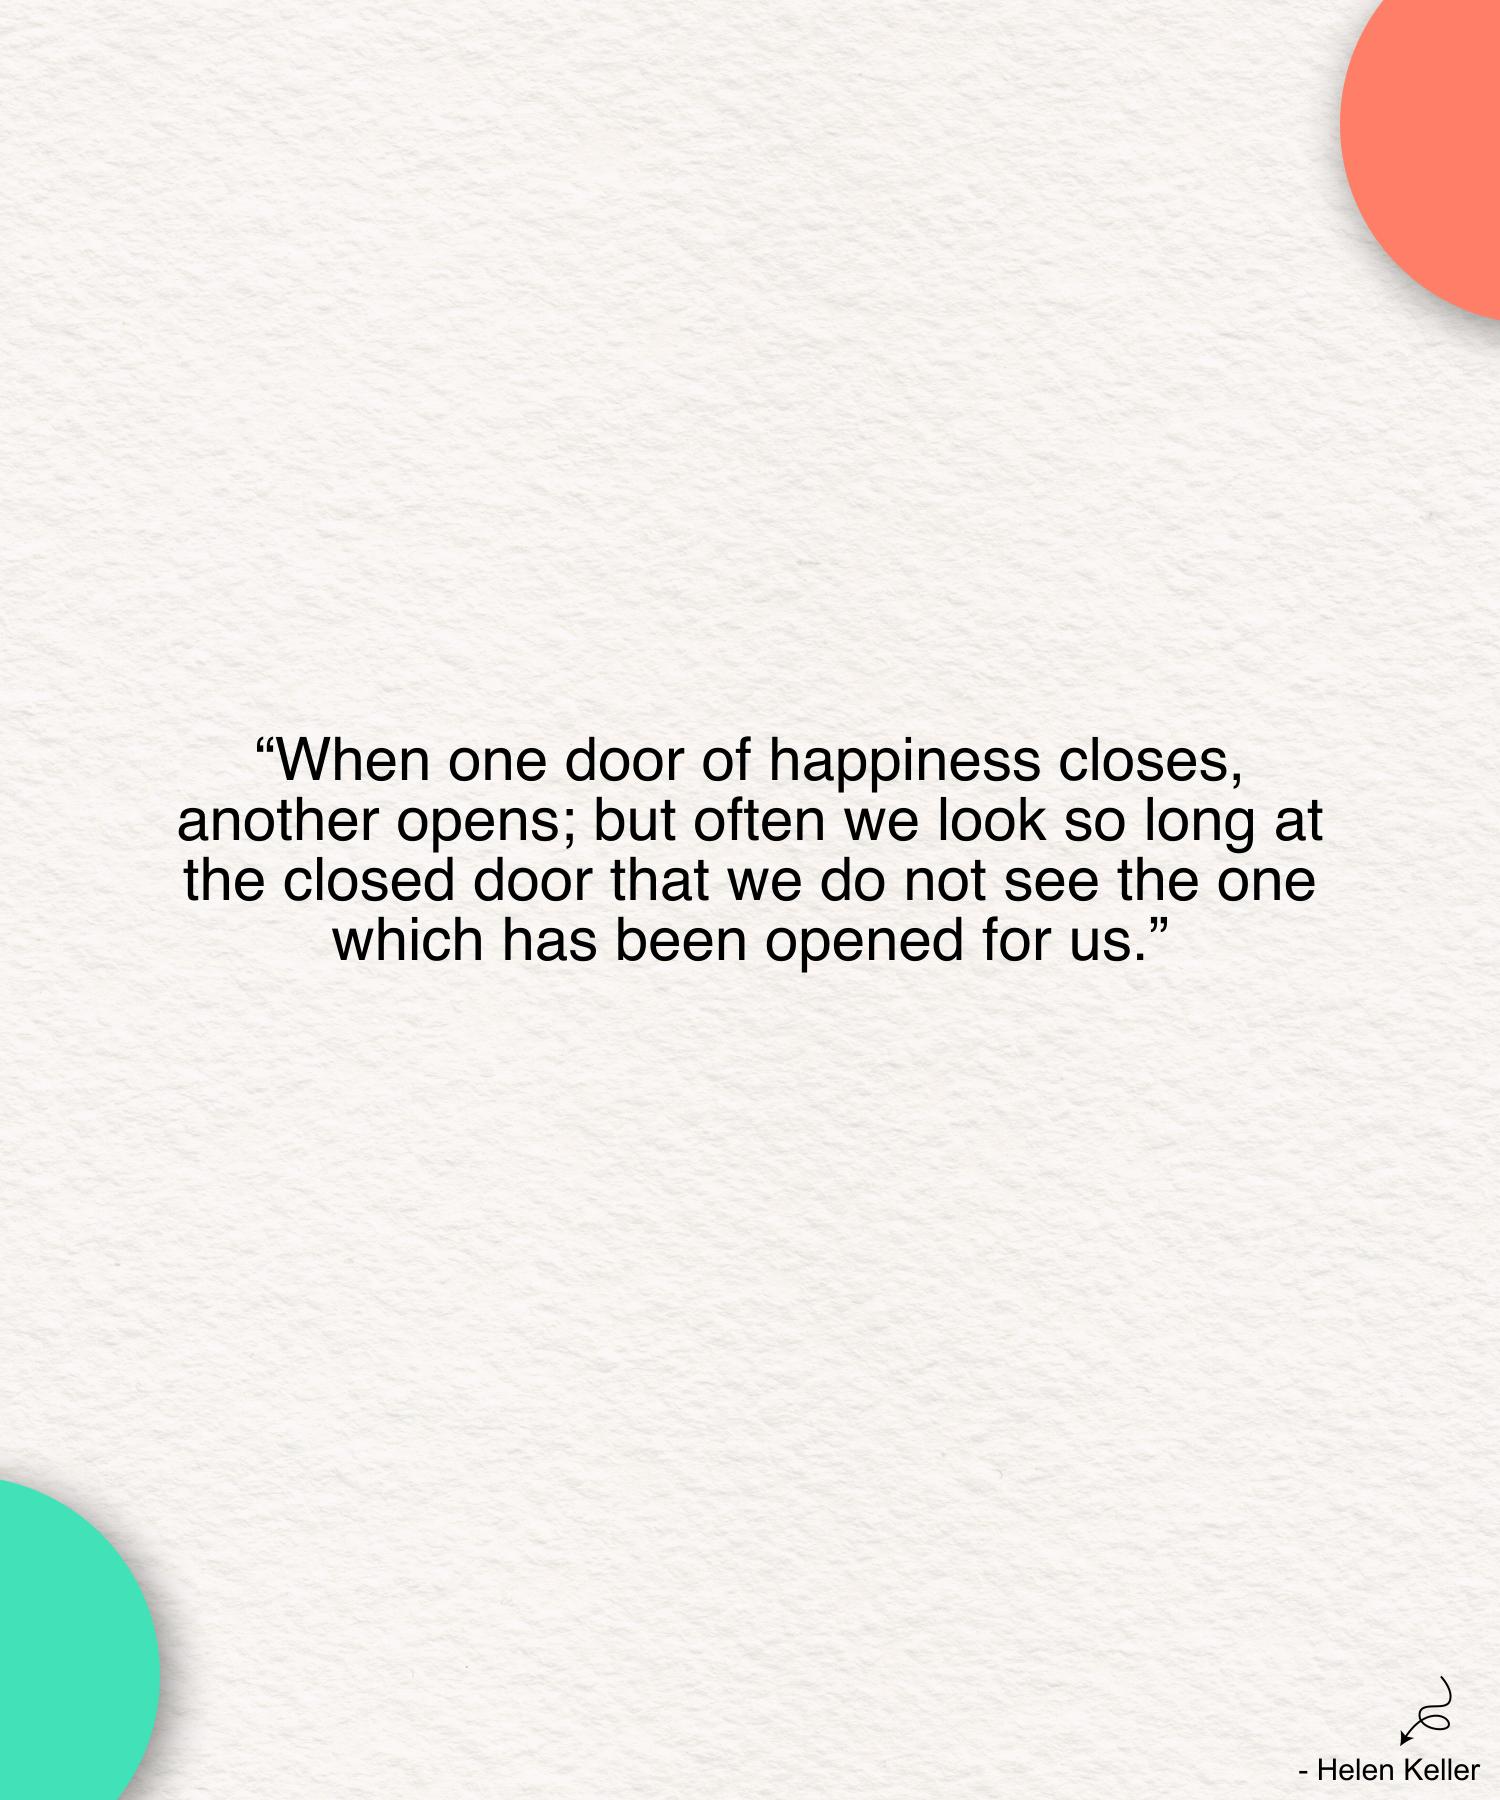 “When one door of happiness closes,
another opens; but often we look so long at
the closed door that we do not see the one
which has been opened for us.”
- Helen Keller